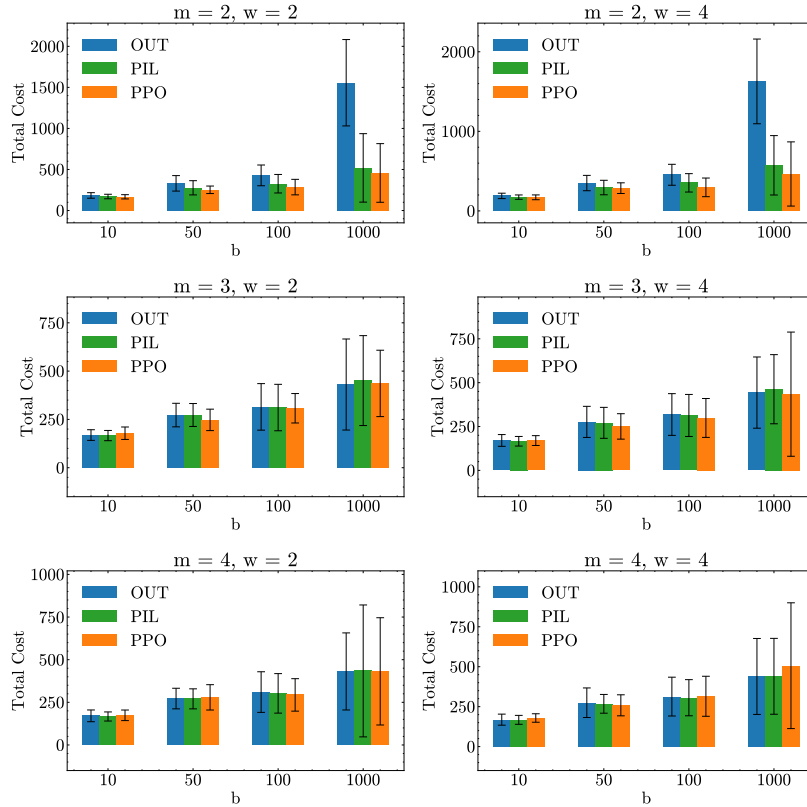 m = 2, w = 2
OUT
PIL
PPO
Total Cost
2000
1500
1000
500
0
10
50
100
1000
b
m = 2, w = 4
OUT
PIL
PPO
Total Cost
2000
1000
0
10
50
100
1000
b
m = 3, w = 2
OUT
PIL
PPO
Total Cost
750
500
250
0
10
50
100
1000
b
m = 3, w = 4
OUT
PIL
PPO
Total Cost
750
500
250
0
10
50
100
1000
b
m = 4, w = 2
OUT
PIL
PPO
Total Cost
1000
750
500
250
0
10
50
100
1000
b
m = 4, w = 4
OUT
PIL
PPO
Total Cost
1000
750
500
250
0
10
50
100
1000
b